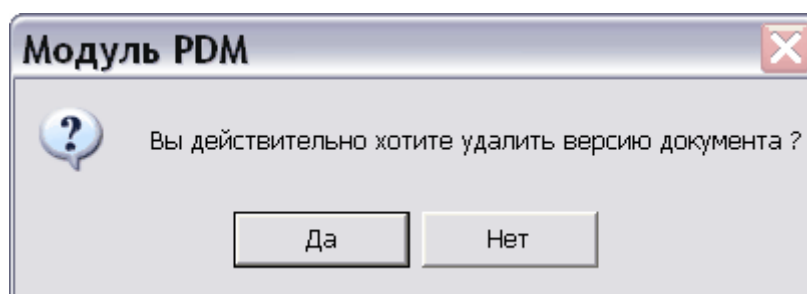 Модуль PDM
Вы действительно хотите удалить версию документа ?
Да Нет